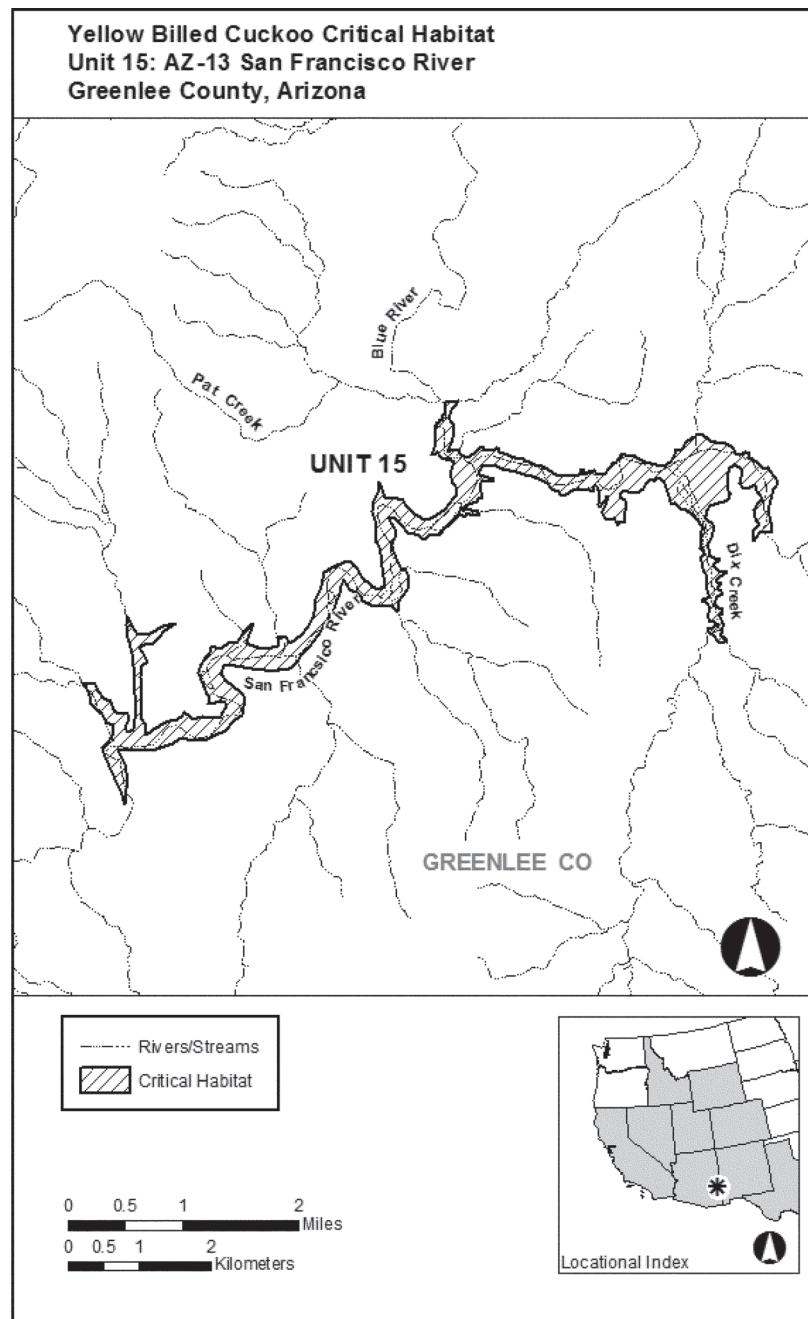 Yellow Billed Cuckoo Critical Habitat
Unit 15: AZ-13 San Francisco River
Greenlee County, Arizona
Blue River
Pat Creek
UNIT 15
Dix Creek
San Francsico River
GREENLEE CO
Rivers/Streams
Critical Habitat
0 0.5 1 2
Miles
0 0.5 1 2
Kilometers
Locational Index